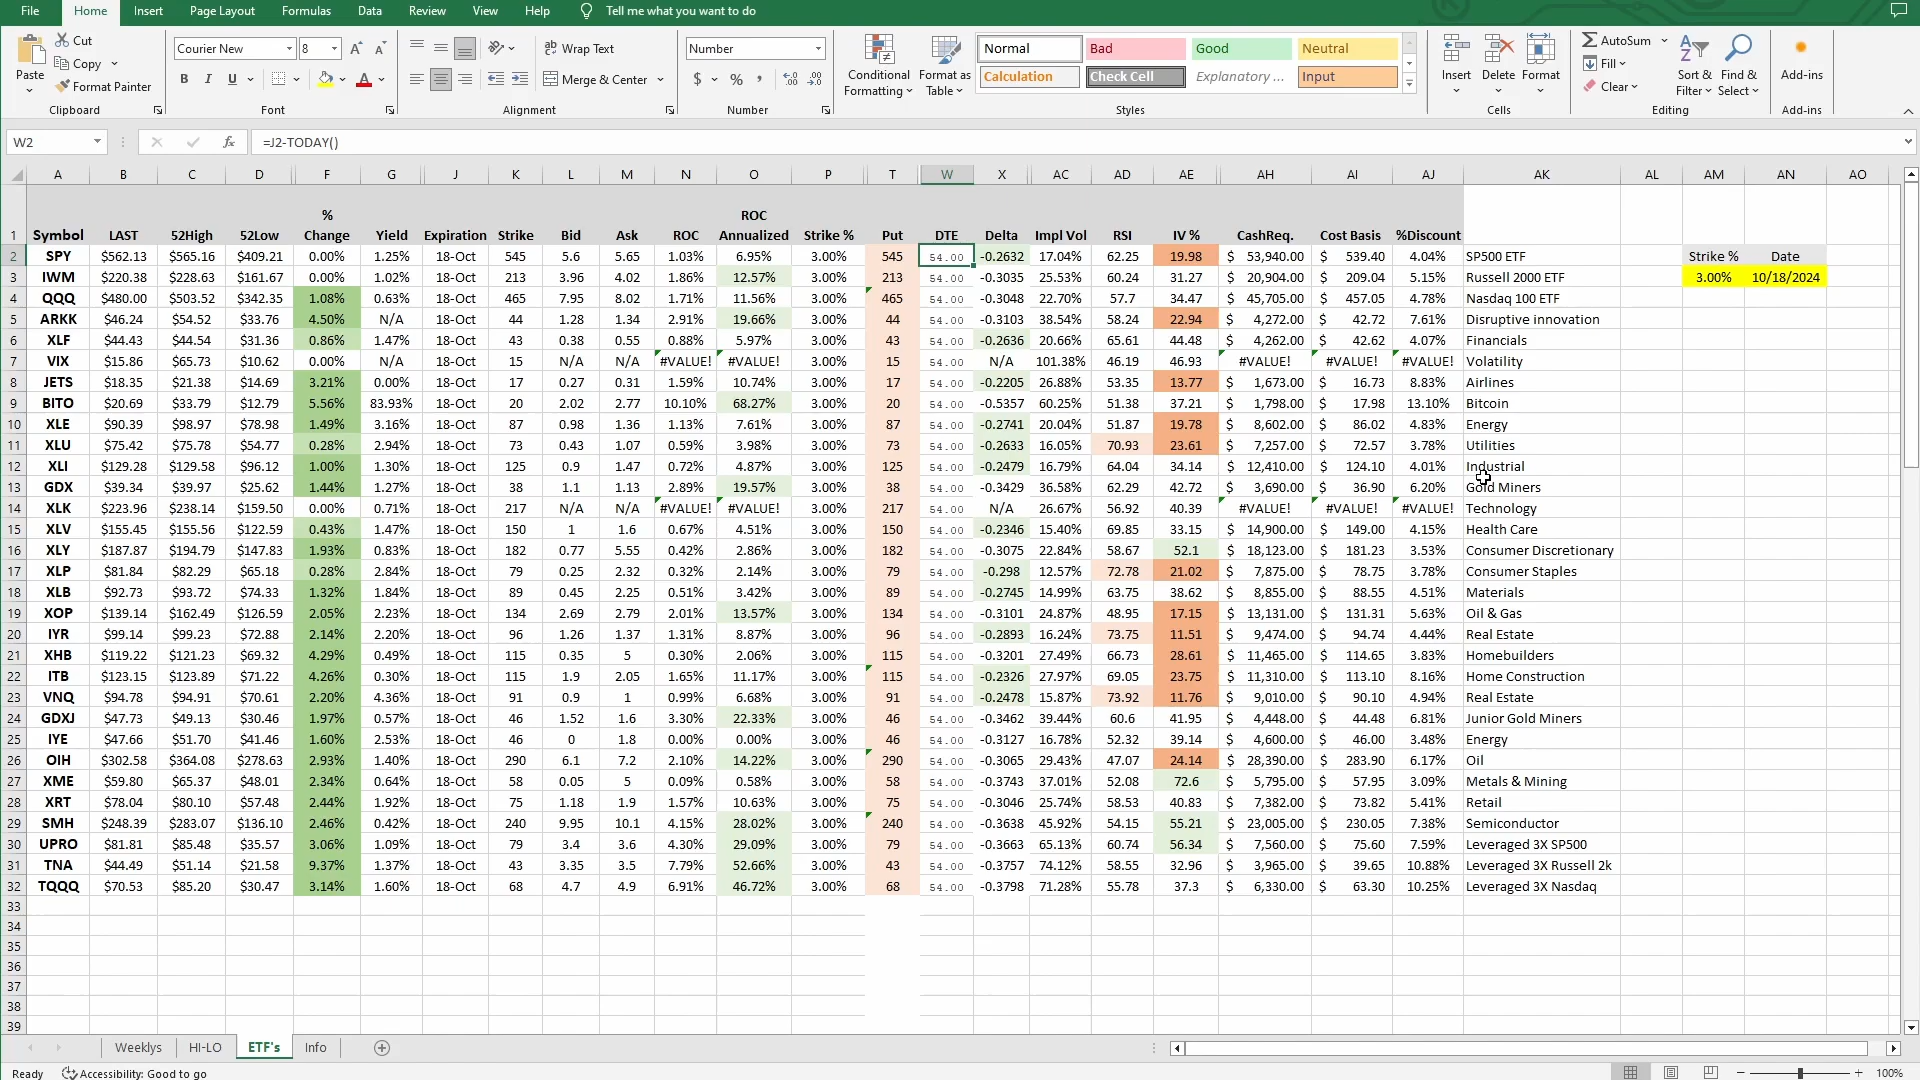 File Home Insert Page Layout Formulas Data Review View Help Tell me what you want to do
Paste Cut Copy Format Painter Clipboard
Courier New 8 B I U Font
Wrap Text Merge & Center Alignment
Number $ % , Number
Conditional Formatting Format as Table
Normal Bad Good Neutral
Calculation Check Cell Explanatory ... Input
Styles
Insert Delete Format Cells
AutoSum Fill Clear Sort & Filter Find & Select Editing
Add-ins Add-ins
W2 fx =J2-TODAY()
A B C D F G J K L M N O P T W X AC AD AE AH AI AJ AK AL AM AN AO
1 Symbol LAST 52High 52Low % Change Yield Expiration Strike Bid Ask ROC ROC Annualized Strike % Put DTE Delta Impl Vol RSI IV % CashReq. Cost Basis %Discount
2 SPY $562.13 $565.16 $409.21 0.00% 1.25% 18-Oct 545 5.6 5.65 1.03% 6.95% 3.00% 545 54.00 -0.2632 17.04% 62.25 19.98 $ 53,940.00 $ 539.40 4.04% SP500 ETF Strike % Date
3 IWM $220.38 $228.63 $161.67 0.00% 1.02% 18-Oct 213 3.96 4.02 1.86% 12.57% 3.00% 213 54.00 -0.3035 25.53% 60.24 31.27 $ 20,904.00 $ 209.04 5.15% Russell 2000 ETF 3.00% 10/18/2024
4 QQQ $480.00 $503.52 $342.35 1.08% 0.63% 18-Oct 465 7.95 8.02 1.71% 11.56% 3.00% 465 54.00 -0.3048 22.70% 57.7 34.47 $ 45,705.00 $ 457.05 4.78% Nasdaq 100 ETF
5 ARKK $46.24 $54.52 $33.76 4.50% N/A 18-Oct 44 1.28 1.34 2.91% 19.66% 3.00% 44 54.00 -0.3103 38.54% 58.24 22.94 $ 4,272.00 $ 42.72 7.61% Disruptive innovation
6 XLF $44.43 $44.54 $31.36 0.86% 1.47% 18-Oct 43 0.38 0.55 0.88% 5.97% 3.00% 43 54.00 -0.2636 20.66% 65.61 44.48 $ 4,262.00 $ 42.62 4.07% Financials
7 VIX $15.86 $65.73 $10.62 0.00% N/A 18-Oct 15 N/A N/A #VALUE! #VALUE! 3.00% 15 54.00 N/A 101.38% 46.19 46.93 #VALUE! #VALUE! #VALUE! Volatility
8 JETS $18.35 $21.38 $14.69 3.21% 0.00% 18-Oct 17 0.27 0.31 1.59% 10.74% 3.00% 17 54.00 -0.2205 26.88% 53.35 13.77 $ 1,673.00 $ 16.73 8.83% Airlines
9 BITO $20.69 $33.79 $12.79 5.56% 83.93% 18-Oct 20 2.02 2.77 10.10% 68.27% 3.00% 20 54.00 -0.5357 60.25% 51.38 37.21 $ 1,798.00 $ 17.98 13.10% Bitcoin
10 XLE $90.39 $98.97 $78.98 1.49% 3.16% 18-Oct 87 0.98 1.36 1.13% 7.61% 3.00% 87 54.00 -0.2741 20.04% 51.87 19.78 $ 8,602.00 $ 86.02 4.83% Energy
11 XLU $75.42 $75.78 $54.77 0.28% 2.94% 18-Oct 73 0.43 1.07 0.59% 3.98% 3.00% 73 54.00 -0.2633 16.05% 70.93 23.61 $ 7,257.00 $ 72.57 3.78% Utilities
12 XLI $129.28 $129.58 $96.12 1.00% 1.30% 18-Oct 125 0.9 1.47 0.72% 4.87% 3.00% 125 54.00 -0.2479 16.79% 64.04 34.14 $ 12,410.00 $ 124.10 4.01% Industrial
13 GDX $39.34 $39.97 $25.62 1.44% 1.27% 18-Oct 38 1.1 1.13 2.89% 19.57% 3.00% 38 54.00 -0.3429 36.58% 62.29 42.72 $ 3,690.00 $ 36.90 6.20% Gold Miners
14 XLK $223.96 $238.14 $159.50 0.00% 0.71% 18-Oct 217 N/A N/A #VALUE! #VALUE! 3.00% 217 54.00 N/A 26.67% 56.92 40.39 #VALUE! #VALUE! #VALUE! Technology
15 XLV $155.45 $155.56 $122.59 0.43% 1.47% 18-Oct 150 1 1.6 0.67% 4.51% 3.00% 150 54.00 -0.2346 15.40% 69.85 33.15 $ 14,900.00 $ 149.00 4.15% Health Care
16 XLY $187.87 $194.79 $147.83 1.93% 0.83% 18-Oct 182 0.77 5.55 0.42% 2.86% 3.00% 182 54.00 -0.3075 22.84% 58.67 52.1 $ 18,123.00 $ 181.23 3.53% Consumer Discretionary
17 XLP $81.84 $82.29 $65.18 0.28% 2.84% 18-Oct 79 0.25 2.32 0.32% 2.14% 3.00% 79 54.00 -0.298 12.57% 72.78 21.02 $ 7,875.00 $ 78.75 3.78% Consumer Staples
18 XLB $92.73 $93.72 $74.33 1.32% 1.84% 18-Oct 89 0.45 2.25 0.51% 3.42% 3.00% 89 54.00 -0.2745 14.99% 63.75 38.62 $ 8,855.00 $ 88.55 4.51% Materials
19 XOP $139.14 $162.49 $126.59 2.05% 2.23% 18-Oct 134 2.69 2.79 2.01% 13.57% 3.00% 134 54.00 -0.3101 24.87% 48.95 17.15 $ 13,131.00 $ 131.31 5.63% Oil & Gas
20 IYR $99.14 $99.23 $72.88 2.14% 2.20% 18-Oct 96 1.26 1.37 1.31% 8.87% 3.00% 96 54.00 -0.2893 16.24% 73.75 11.51 $ 9,474.00 $ 94.74 4.44% Real Estate
21 XHB $119.22 $121.23 $69.32 4.29% 0.49% 18-Oct 115 0.35 5 0.30% 2.06% 3.00% 115 54.00 -0.3201 27.49% 66.73 28.61 $ 11,465.00 $ 114.65 3.83% Homebuilders
22 ITB $123.15 $123.89 $71.22 4.26% 0.30% 18-Oct 115 1.9 2.05 1.65% 11.17% 3.00% 115 54.00 -0.2326 27.97% 69.05 23.75 $ 11,310.00 $ 113.10 8.16% Home Construction
23 VNQ $94.78 $94.91 $70.61 2.20% 4.36% 18-Oct 91 0.9 1 0.99% 6.68% 3.00% 91 54.00 -0.2478 15.87% 73.92 11.76 $ 9,010.00 $ 90.10 4.94% Real Estate
24 GDXJ $47.73 $49.13 $30.46 1.97% 0.57% 18-Oct 46 1.52 1.6 3.30% 22.33% 3.00% 46 54.00 -0.3462 39.44% 60.6 41.95 $ 4,448.00 $ 44.48 6.81% Junior Gold Miners
25 IYE $47.66 $51.70 $41.46 1.60% 2.53% 18-Oct 46 0 1.8 0.00% 0.00% 3.00% 46 54.00 -0.3127 16.78% 52.32 39.14 $ 4,600.00 $ 46.00 3.48% Energy
26 OIH $302.58 $364.08 $278.63 2.93% 1.40% 18-Oct 290 6.1 7.2 2.10% 14.22% 3.00% 290 54.00 -0.3065 29.43% 47.07 24.14 $ 28,390.00 $ 283.90 6.17% Oil
27 XME $59.80 $65.37 $48.01 2.34% 0.64% 18-Oct 58 0.05 5 0.09% 0.58% 3.00% 58 54.00 -0.3743 37.01% 52.08 72.6 $ 5,795.00 $ 57.95 3.09% Metals & Mining
28 XRT $78.04 $80.10 $57.48 2.44% 1.92% 18-Oct 75 1.18 1.9 1.57% 10.63% 3.00% 75 54.00 -0.3046 25.74% 58.53 40.83 $ 7,382.00 $ 73.82 5.41% Retail
29 SMH $248.39 $283.07 $136.10 2.46% 0.42% 18-Oct 240 9.95 10.1 4.15% 28.02% 3.00% 240 54.00 -0.3638 45.92% 54.15 55.21 $ 23,005.00 $ 230.05 7.38% Semiconductor
30 UPRO $81.81 $85.48 $35.57 3.06% 1.09% 18-Oct 79 3.4 3.6 4.30% 29.09% 3.00% 79 54.00 -0.3663 65.13% 60.74 56.34 $ 7,560.00 $ 75.60 7.59% Leveraged 3X SP500
31 TNA $44.49 $51.14 $21.58 9.37% 1.37% 18-Oct 43 3.35 3.5 7.79% 52.66% 3.00% 43 54.00 -0.3757 74.12% 58.55 32.96 $ 3,965.00 $ 39.65 10.88% Leveraged 3X Russell 2k
32 TQQQ $70.53 $85.20 $30.47 3.14% 1.60% 18-Oct 68 4.7 4.9 6.91% 46.72% 3.00% 68 54.00 -0.3798 71.28% 55.78 37.3 $ 6,330.00 $ 63.30 10.25% Leveraged 3X Nasdaq
33
34
35
36
37
38
39
Weeklys HI-LO ETF's Info
Ready Accessibility: Good to go 100%